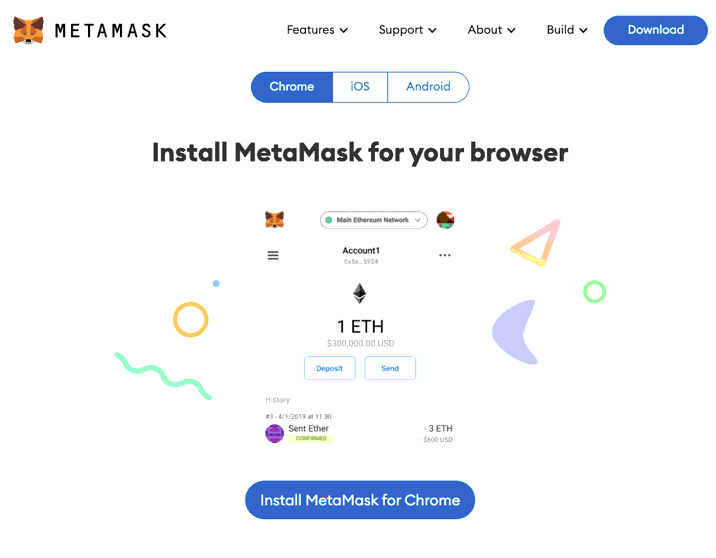 METAMASK
Features
Support
About
Build
Download
Chrome
iOS
Android
Install MetaMask for your browser
Main Ethereum Network
Account1
0x5e...5924
1 ETH
$300,000.00 USD
Deposit
Send
History
#3 - 4/1/2019 at 11:30
Sent Ether
- 3 ETH
CONFIRMED
- $600 USD
Install MetaMask for Chrome